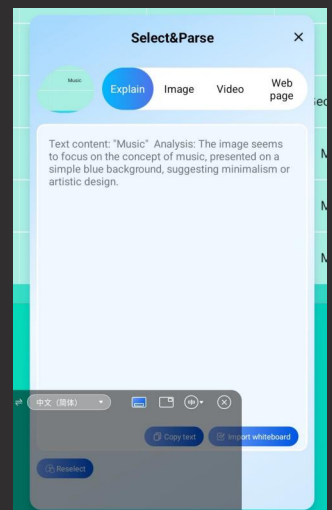 Select&Parse
Music
Explain
Image
Video
Web
page
Text content: "Music"  Analysis: The image seems
to focus on the concept of music, presented on a
simple blue background, suggesting minimalism or
artistic design.
中文（简体）
Copy text
Import whiteboard
Reselect